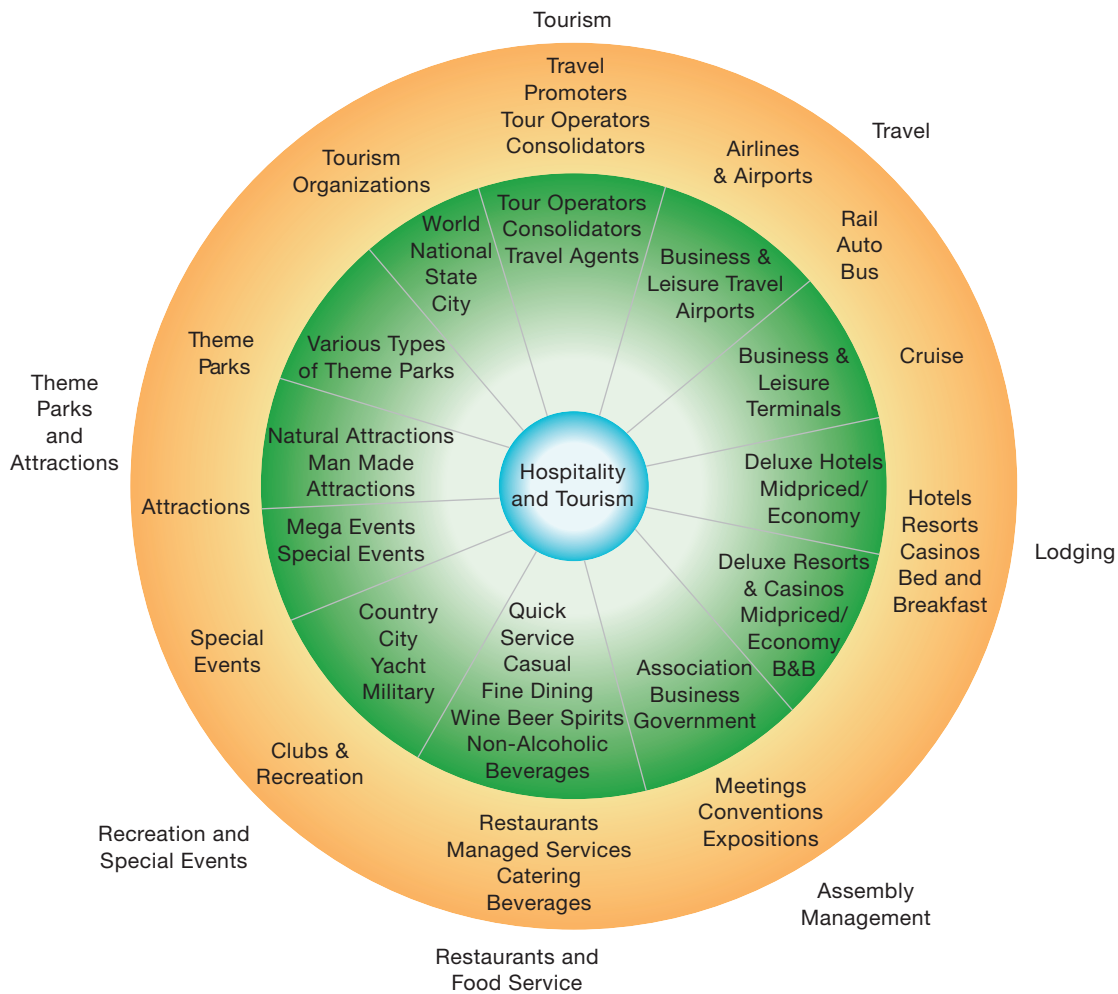 Tourism
Travel
Promoters
Tour Operators
Consolidators
Travel
Airlines
& Airports
Rail
Auto
Bus
Cruise
Hotels
Resorts
Casinos
Bed and
Breakfast
Lodging
Meetings
Conventions
Expositions
Assembly
Management
Restaurants
Managed Services
Catering
Beverages
Restaurants and
Food Service
Clubs &
Recreation
Recreation and
Special Events
Special
Events
Attractions
Theme
Parks
Theme
Parks
and
Attractions
Tourism
Organizations
Tour Operators
Consolidators
Travel Agents
Business &
Leisure Travel
Airports
Business &
Leisure
Terminals
Deluxe Hotels
Midpriced/
Economy
Deluxe Resorts
& Casinos
Midpriced/
Economy
B&B
Association
Business
Government
Quick
Service
Casual
Fine Dining
Wine Beer Spirits
Non-Alcoholic
Beverages
Country
City
Yacht
Military
Mega Events
Special Events
Natural Attractions
Man Made
Attractions
Various Types
of Theme Parks
World
National
State
City
Hospitality
and Tourism